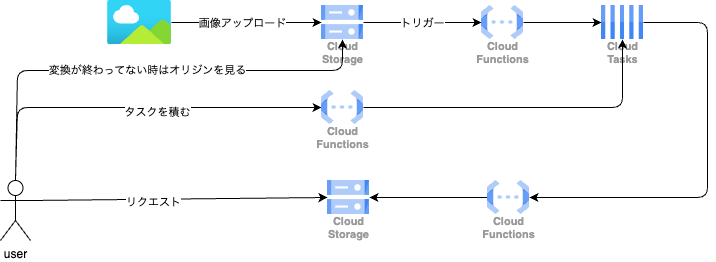 画像アップロード
トリガー
Cloud
Storage
Cloud
Functions
Cloud
Tasks
変換が終わってない時はオリジンを見る
タスクを積む
Cloud
Functions
リクエスト
Cloud
Storage
Cloud
Functions
user